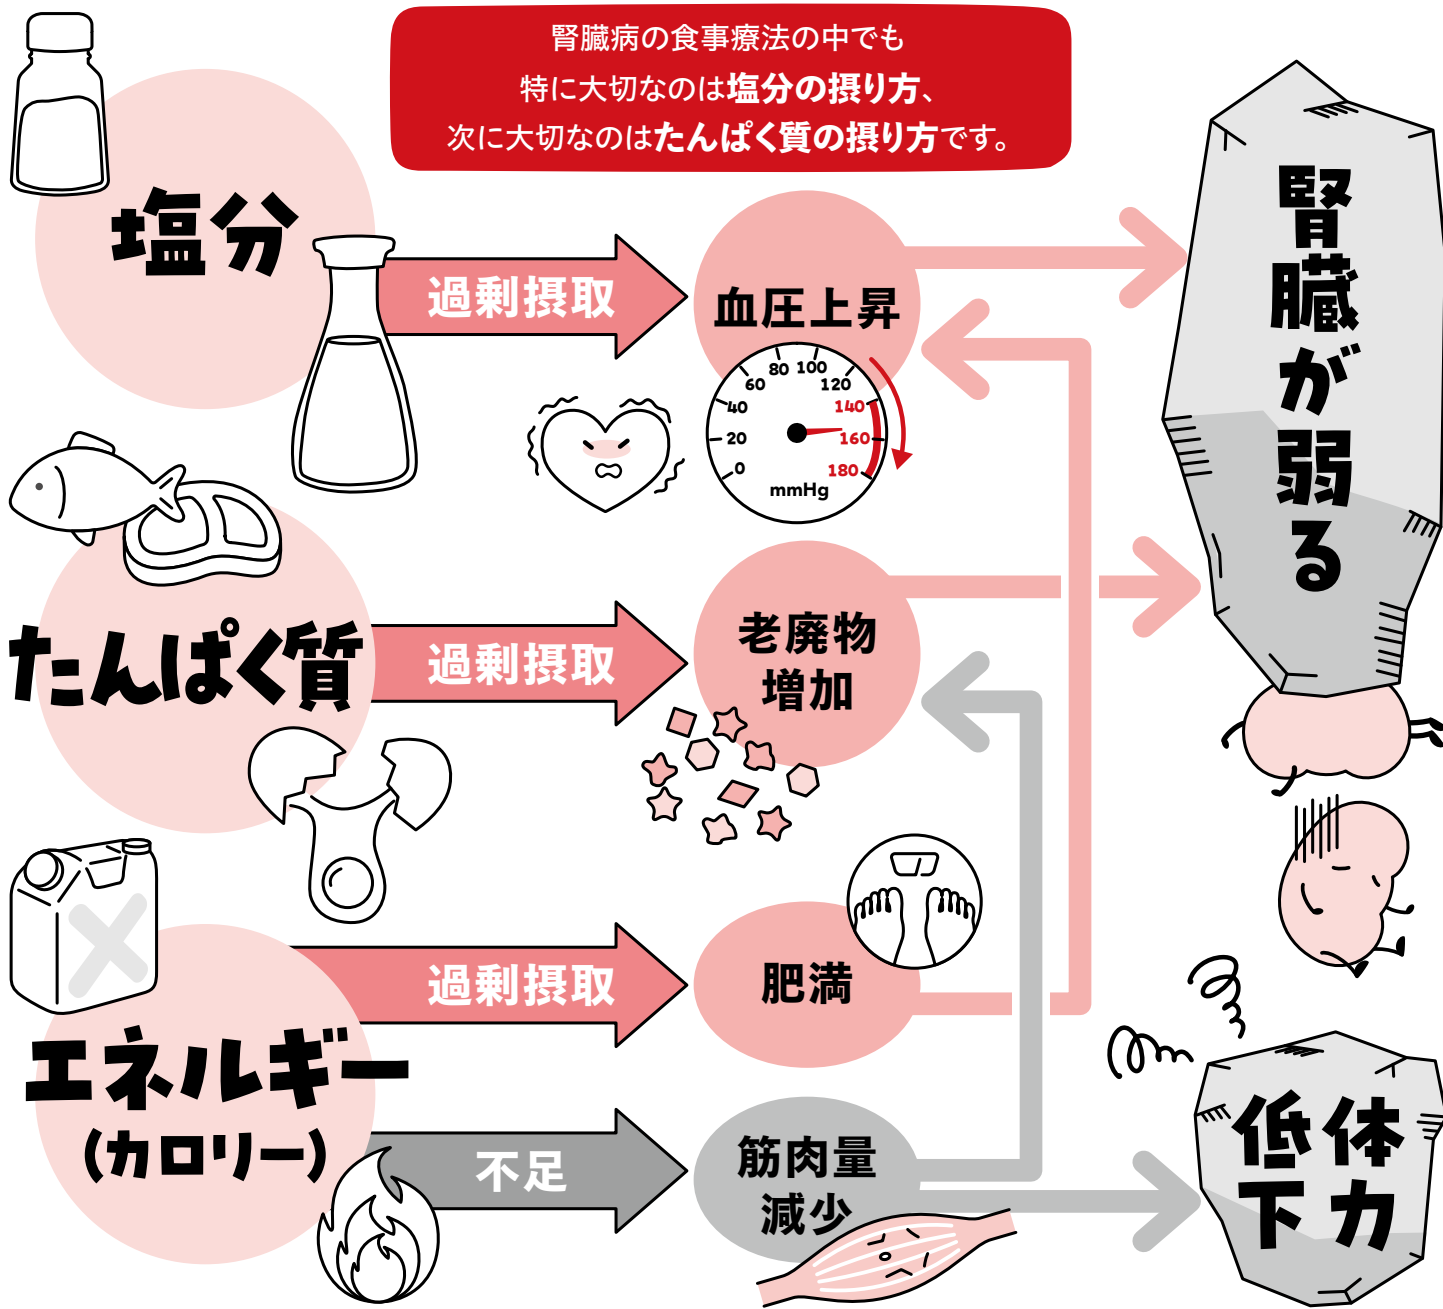 腎臓病の食事療法の中でも
特に大切なのは塩分の摂り方、
次に大切なのはたんぱく質の摂り方です。
塩分
過剰摂取
血圧上昇
0
20
40
60
80
100
120
140
160
180
mmHg
たんぱく質
過剰摂取
老廃物
増加
エネルギー
(カロリー)
過剰摂取
肥満
不足
筋肉量
減少
腎臓が弱る
体力
低下